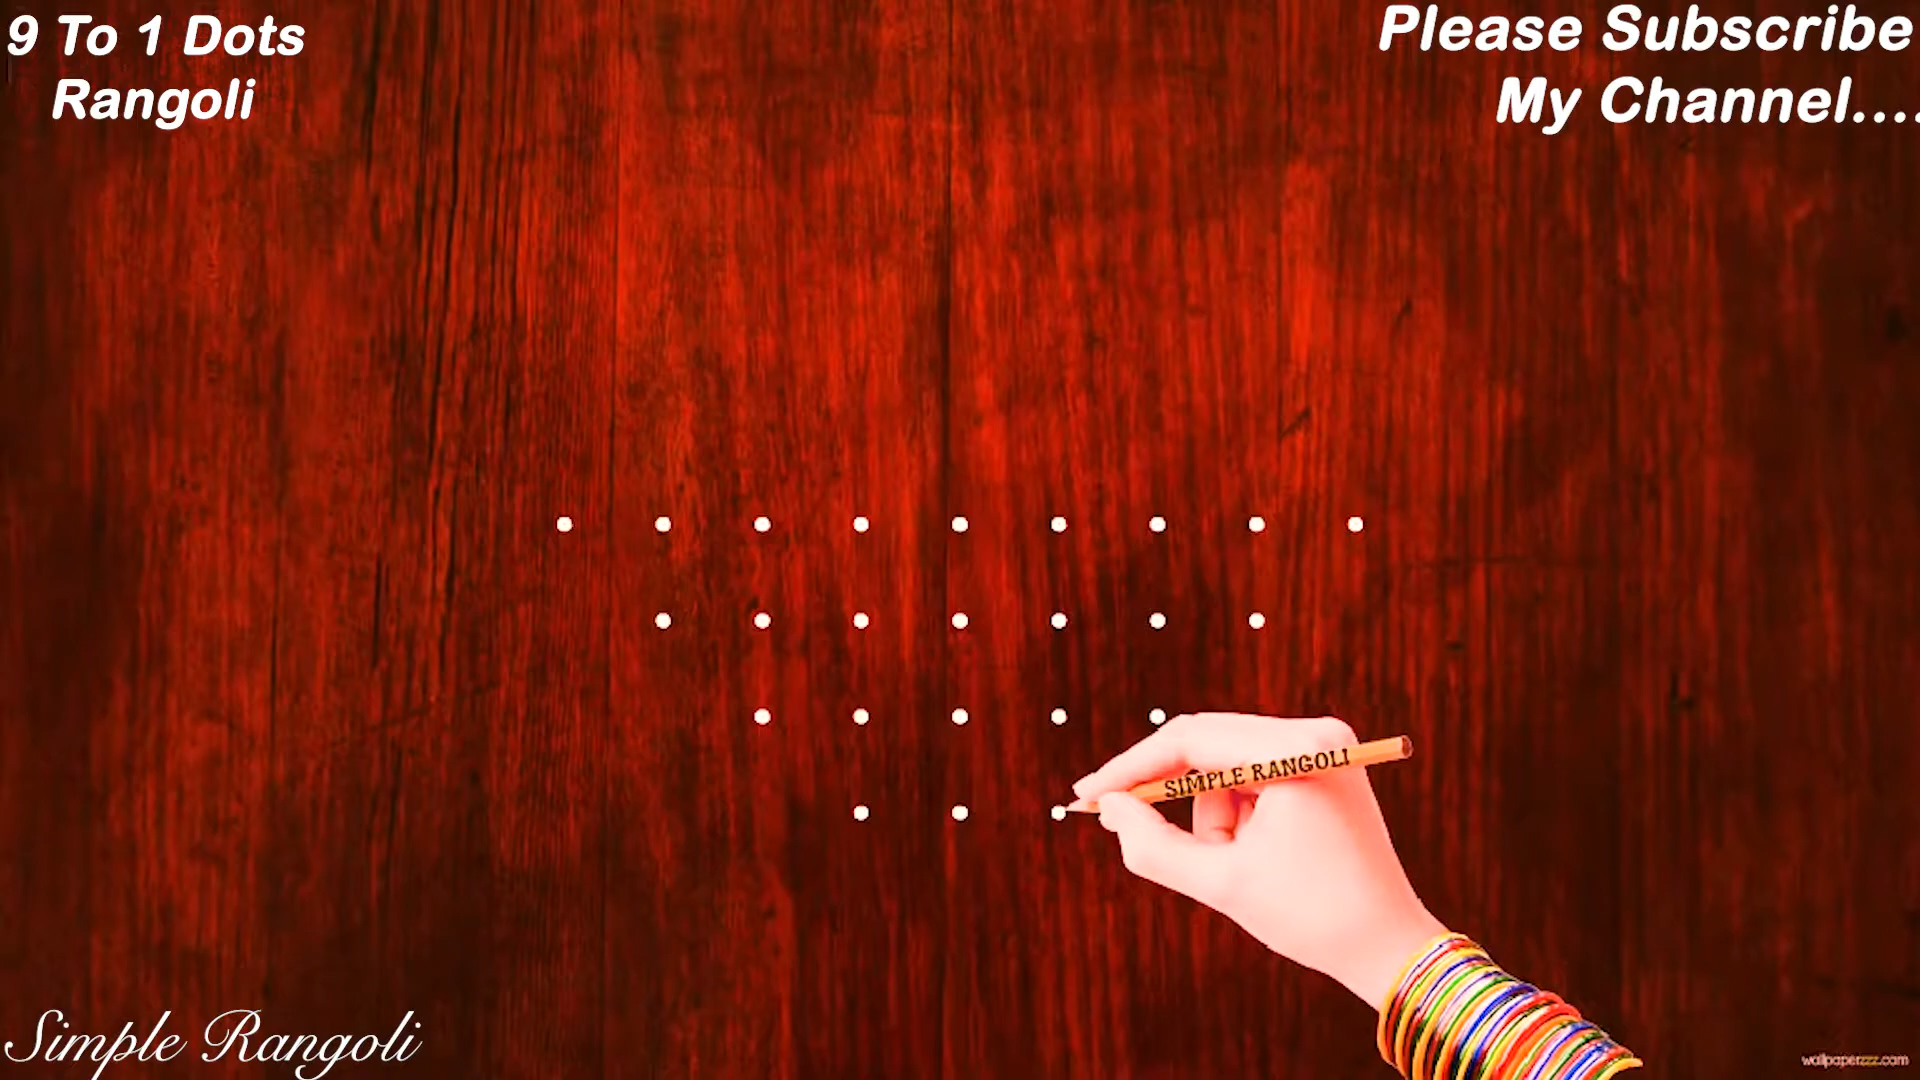 9 To 1 Dots
Rangoli
Please Subscribe
My Channel....
SIMPLE RANGOLI
Simple Rangoli
wallpaperzzz.com